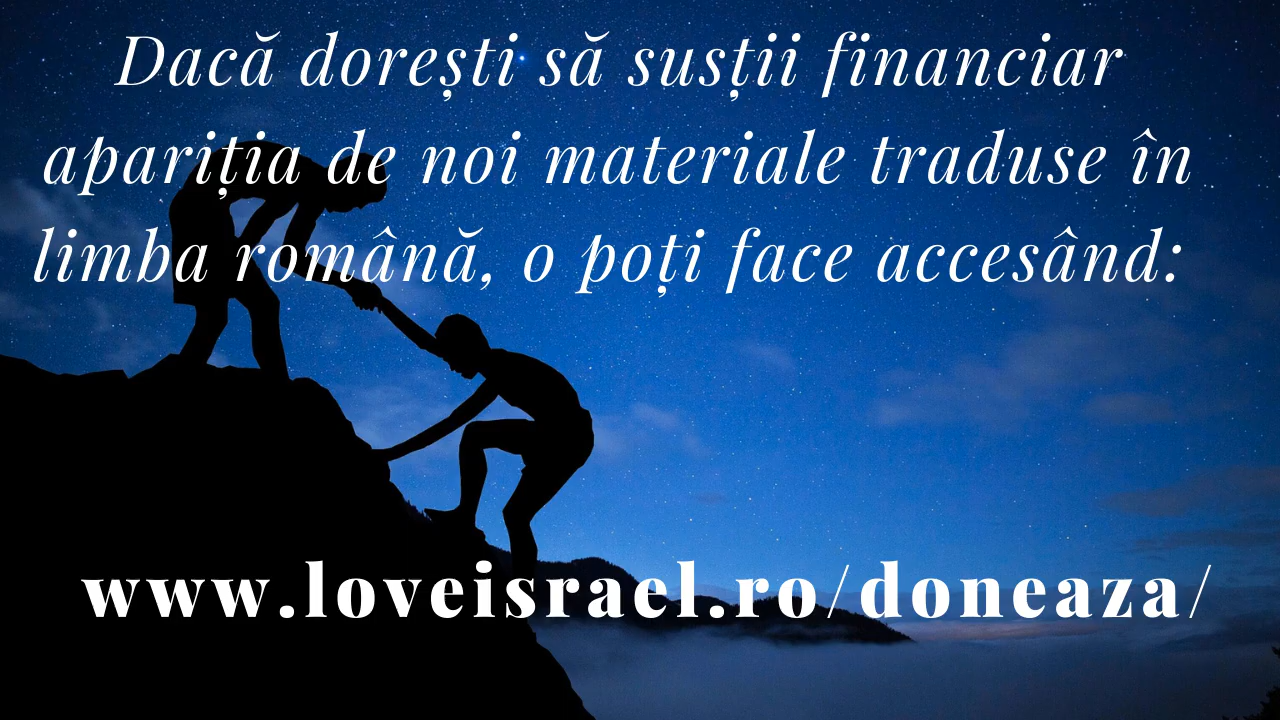 Dacă dorești să susții financiar
apariția de noi materiale traduse în
limba română, o poți face accesând:
www.loveisrael.ro/doneaza/